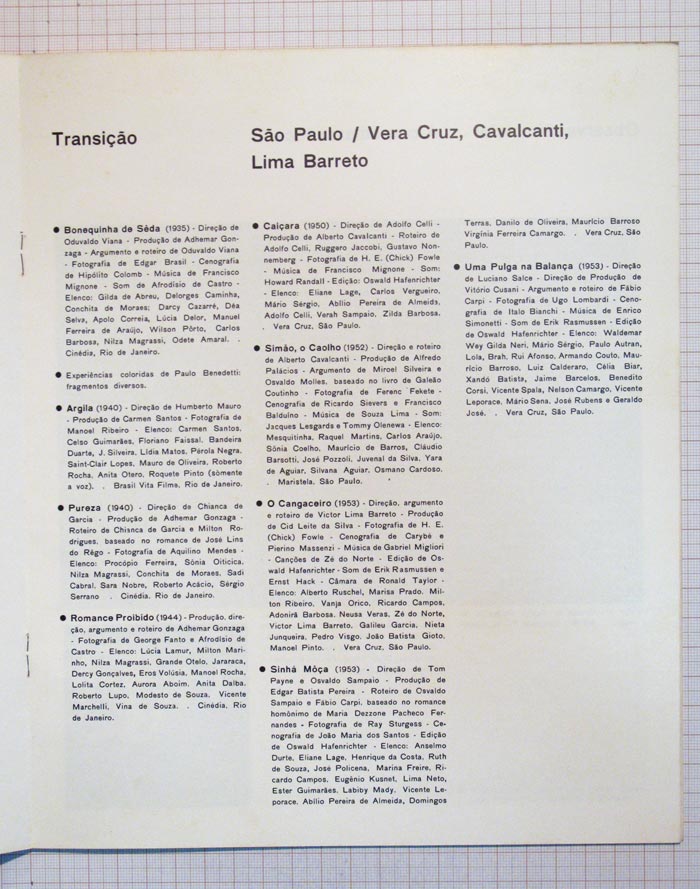 Transição
● Bonequinha de Sêda (1935) - Direção de
Oduvaldo Viana - Produção de Adhemar Gon-
zaga - Argumento e roteiro de Oduvaldo Viana
- Fotografia de Edgar Brasil - Cenografia
de Hipólito Colomb - Música de Francisco
Mignone - Som de Afrodísio de Castro -
Elenco: Gilda de Abreu, Delorges Caminha,
Conchita de Moraes; Darcy Cazarré, Déa
Selva, Apolo Correia, Lúcia Delor, Manuel
Ferreira de Araújo, Wilson Pôrto, Carlos
Barbosa, Nilza Magrassi, Odete Amaral. .
Cinédia, Rio de Janeiro.
● Experiências coloridas de Paulo Benedetti:
fragmentos diversos.
● Argila (1940) - Direção de Humberto Mauro
- Produção de Carmen Santos - Fotografia de
Manoel Ribeiro - Elenco: Carmen Santos,
Celso Guimarães, Floriano Faissal, Bandeira
Duarte, J. Silveira, Lídia Matos, Pérola Negra,
Saint-Clair Lopes, Mauro de Oliveira, Roberto
Rocha, Anita Otero, Roquete Pinto (sòmente
a voz). . Brasil Vita Films, Rio de Janeiro.
● Pureza (1940) - Direção de Chianca de
Garcia - Produção de Adhemar Gonzaga -
Roteiro de Chianca de Garcia e Milton Ro-
drigues, baseado no romance de José Lins
do Rêgo - Fotografia de Aquilino Mendes -
Elenco: Procópio Ferreira, Sônia Oiticica,
Nilza Magrassi, Conchita de Moraes, Sadi
Cabral, Sara Nobre, Roberto Acácio, Sérgio
Serrano . Cinédia, Rio de Janeiro.
● Romance Proibido (1944) - Produção, dire-
ção, argumento e roteiro de Adhemar Gonzaga
- Fotografia de George Fanto e Afrodísio de
Castro - Elenco: Lúcia Lamur, Milton Mari-
nho, Nilza Magrassi, Grande Otelo, Jararaca,
Dercy Gonçalves, Eros Volúsia, Manoel Rocha,
Lolita Cortez, Aurora Aboim, Anita Dalba,
Roberto Lupo, Modesto de Souza, Vicente
Marchelli, Vina de Souza. . Cinédia, Rio
de Janeiro.
São Paulo / Vera Cruz, Cavalcanti,
Lima Barreto
● Caiçara (1950) - Direção de Adolfo Celli -
Produção de Alberto Cavalcanti - Roteiro de
Adolfo Celli, Ruggero Jaccobi, Gustavo Non-
nemberg - Fotografia de H. E. (Chick) Fowle
- Música de Francisco Mignone - Som:
Howard Randall - Edição: Oswald Hafenrichter
- Elenco: Eliane Lage, Carlos Vergueiro,
Mário Sérgio, Abílio Pereira de Almeida,
Adolfo Celli, Verah Sampaio, Zilda Barbosa.
. Vera Cruz, São Paulo.
● Simão, o Caolho (1952) - Direção e roteiro
de Alberto Cavalcanti - Produção de Alfredo
Palácios - Argumento de Miroel Silveira e
Osvaldo Molles, baseado no livro de Galeão
Coutinho - Fotografia de Ferenc Fekete -
Cenografia de Ricardo Sievers e Francisco
Balduíno - Música de Souza Lima - Som:
Jacques Lesgards e Tommy Olenewa - Elenco:
Mesquitinha, Raquel Martins, Carlos Araújo,
Sônia Coelho, Maurício de Barros, Cláudio
Barsotti, José Pozzoli, Juvenal da Silva, Yara
de Aguiar, Silvana Aguiar, Osmano Cardoso.
. Maristela, São Paulo.
● O Cangaceiro (1953) - Direção, argumento
e roteiro de Victor Lima Barreto - Produção
de Cid Leite da Silva - Fotografia de H. E.
(Chick) Fowle - Cenografia de Carybé e
Pierino Massenzi - Música de Gabriel Migliori
- Canções de Zé do Norte - Edição de Os-
wald Hafenrichter - Som de Erik Rasmussen e
Ernst Hack - Câmara de Ronald Taylor -
Elenco: Alberto Ruschel, Marisa Prado, Mil-
ton Ribeiro, Vanja Orico, Ricardo Campos,
Adonirã Barbosa, Neusa Veras, Zé do Norte,
Victor Lima Barreto, Galileu Garcia, Nieta
Junqueira, Pedro Visgo, João Batista Gioto,
Manoel Pinto. . Vera Cruz, São Paulo.
● Sinhá Môça (1953) - Direção de Tom
Payne e Osvaldo Sampaio - Produção de
Edgar Batista Pereira - Roteiro de Osvaldo
Sampaio e Fábio Carpi, baseado no romance
homônimo de Maria Dezzone Pacheco Fer-
nandes - Fotografia de Ray Sturgess - Ce-
nografia de João Maria dos Santos - Edição
de Oswald Hafenrichter - Elenco: Anselmo
Durte, Eliane Lage, Henrique da Costa, Ruth
de Souza, José Policena, Marina Freire, Ri-
cardo Campos, Eugênio Kusnet, Lima Neto,
Ester Guimarães, Labiby Mady, Vicente Le-
porace, Abílio Pereira de Almeida, Domingos
Terras, Danilo de Oliveira, Maurício Barroso
Virgínia Ferreira Camargo. . Vera Cruz, São
Paulo.
● Uma Pulga na Balança (1953) - Direção
de Luciano Salce - Direção de Produção de
Vitório Cusani - Argumento e roteiro de Fábio
Carpi - Fotografia de Ugo Lombardi - Ceno-
grafia de Italo Bianchi - Música de Enrico
Simonetti - Som de Erik Rasmussen - Edição
de Oswald Hafenrichter - Elenco: Waldemar
Wey Gilda Neri, Mário Sérgio, Paulo Autran,
Lola, Brah, Rui Afonso, Armando Couto, Mau-
rício Barroso, Luiz Calderaro, Célia Biar,
Xandó Batista, Jaime Barcelos, Benedito
Corsi, Vicente Spala, Nelson Camargo, Vicente
Leporace, Mário Sena, José Rubens e Geraldo
José. . Vera Cruz, São Paulo.